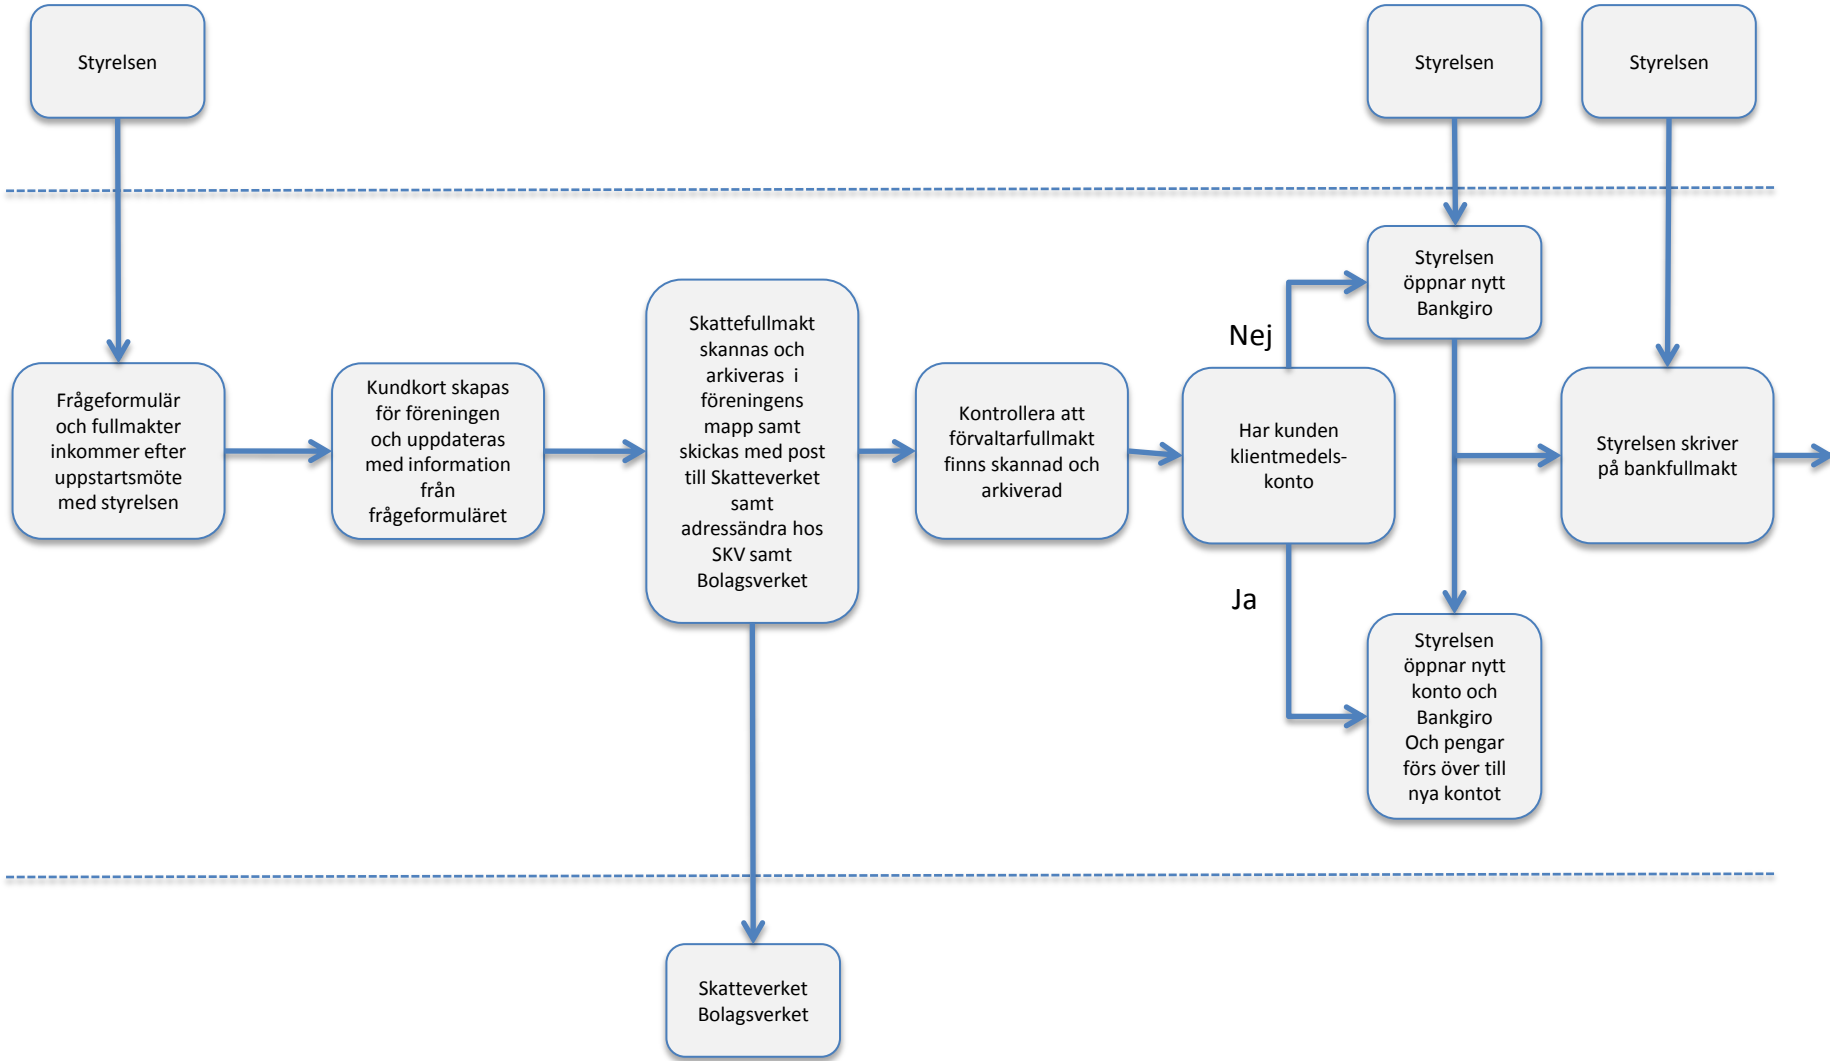 Styrelsen
Styrelsen
Styrelsen
Frågeformulär
och fullmakter
inkommer efter
uppstartsmöte
med styrelsen
Kundkort skapas
för föreningen
och uppdateras
med information
från
frågeformuläret
Skattefullmakt
skannas och
arkiveras i
föreningens
mapp samt
skickas med post
till Skatteverket
samt
adressändra hos
SKV samt
Bolagsverket
Kontrollera att
förvaltarfullmakt
finns skannad och
arkiverad
Har kunden
klientmedels-
konto
Nej
Styrelsen
öppnar nytt
Bankgiro
Ja
Styrelsen
öppnar nytt
konto och
Bankgiro
Och pengar
förs över till
nya kontot
Styrelsen skriver
på bankfullmakt
Skatteverket
Bolagsverket